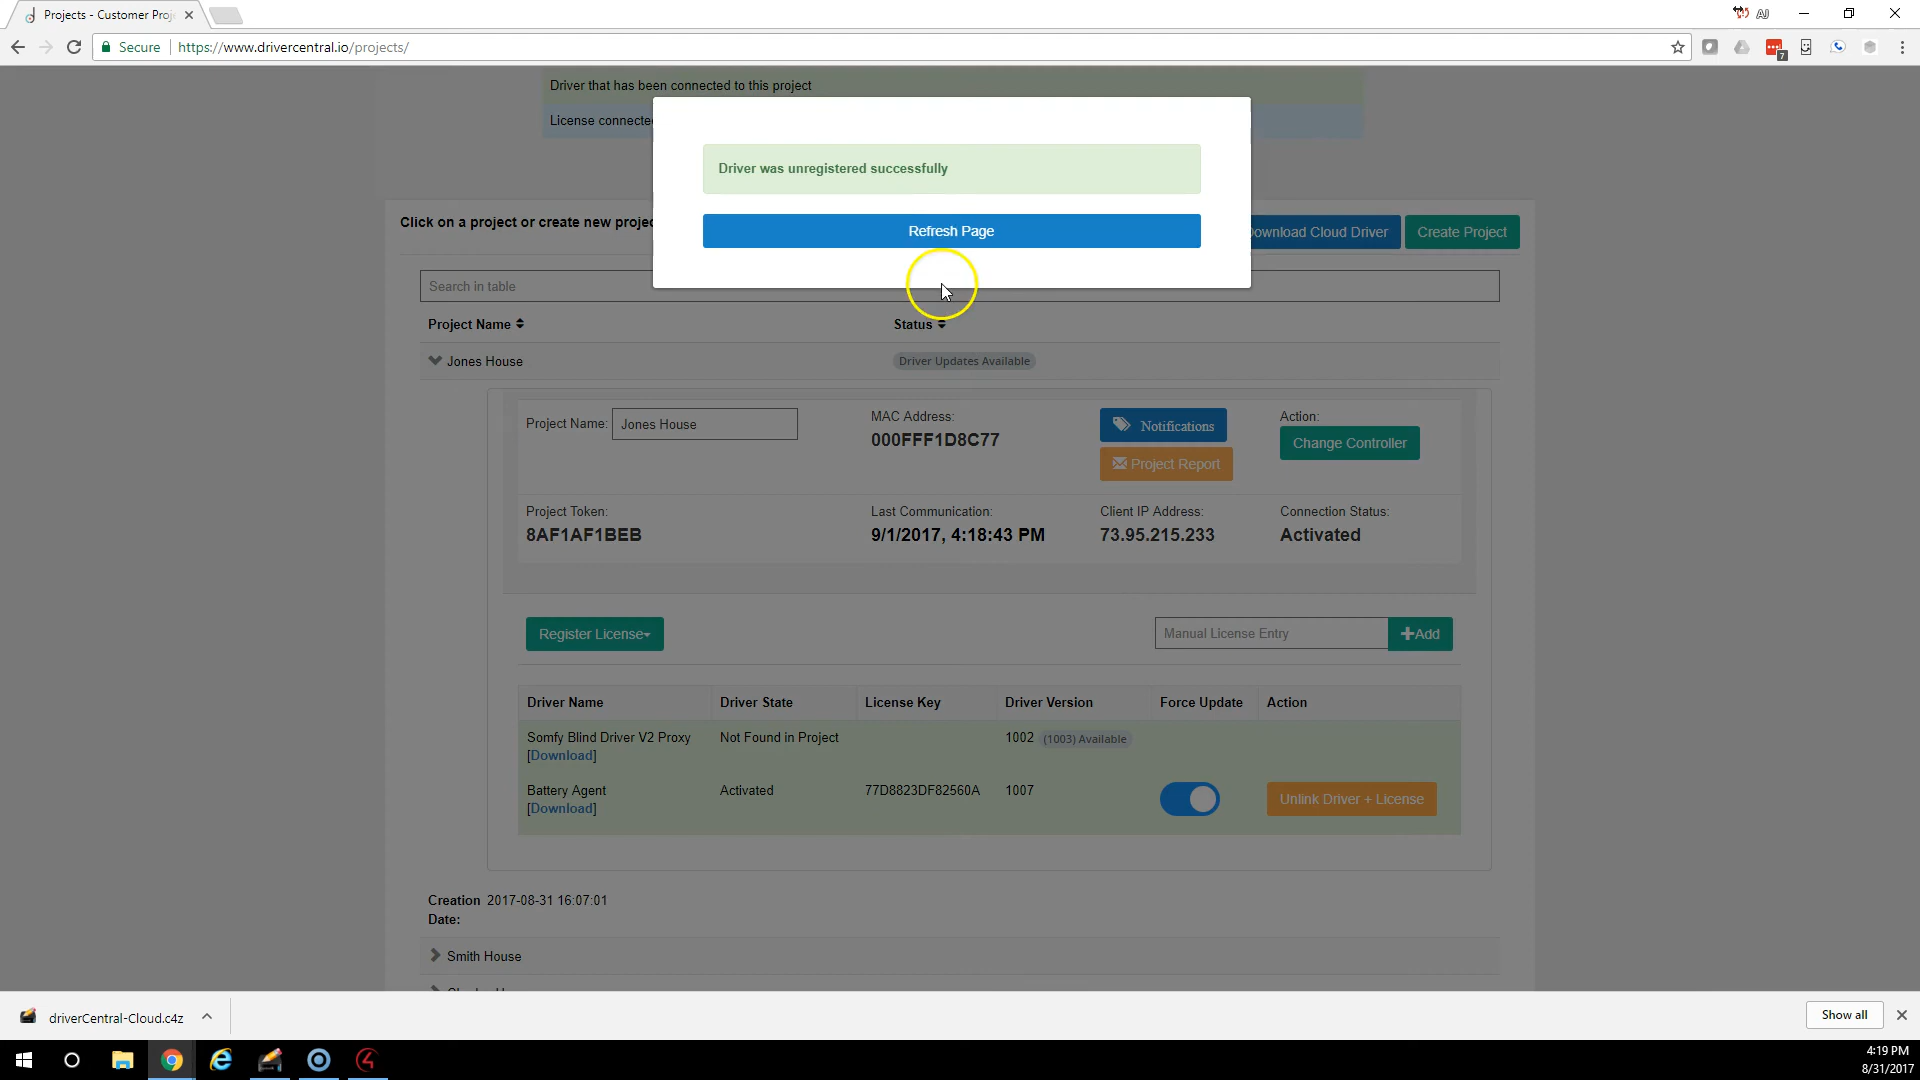 Projects - Customer Proj
AJ
Secure
https://www.drivercentral.io/projects/
7
Driver that has been connected to this project
License connected
Driver was unregistered successfully
Refresh Page
Click on a project or create new project
Download Cloud Driver
Create Project
Search in table
Project Name
Status
Jones House
Driver Updates Available
Project Name:
Jones House
MAC Address:
000FFF1D8C77
Notifications
Project Report
Action:
Change Controller
Project Token:
8AF1AF1BEB
Last Communication:
9/1/2017, 4:18:43 PM
Client IP Address:
73.95.215.233
Connection Status:
Activated
Register License
Manual License Entry
Add
Driver Name
Driver State
License Key
Driver Version
Force Update
Action
Somfy Blind Driver V2 Proxy
[Download]
Not Found in Project
1002
(1003) Available
Battery Agent
[Download]
Activated
77D8823DF82560A
1007
Unlink Driver + License
Creation
Date:
2017-08-31 16:07:01
Smith House
driverCentral-Cloud.c4z
Show all
4:19 PM
8/31/2017